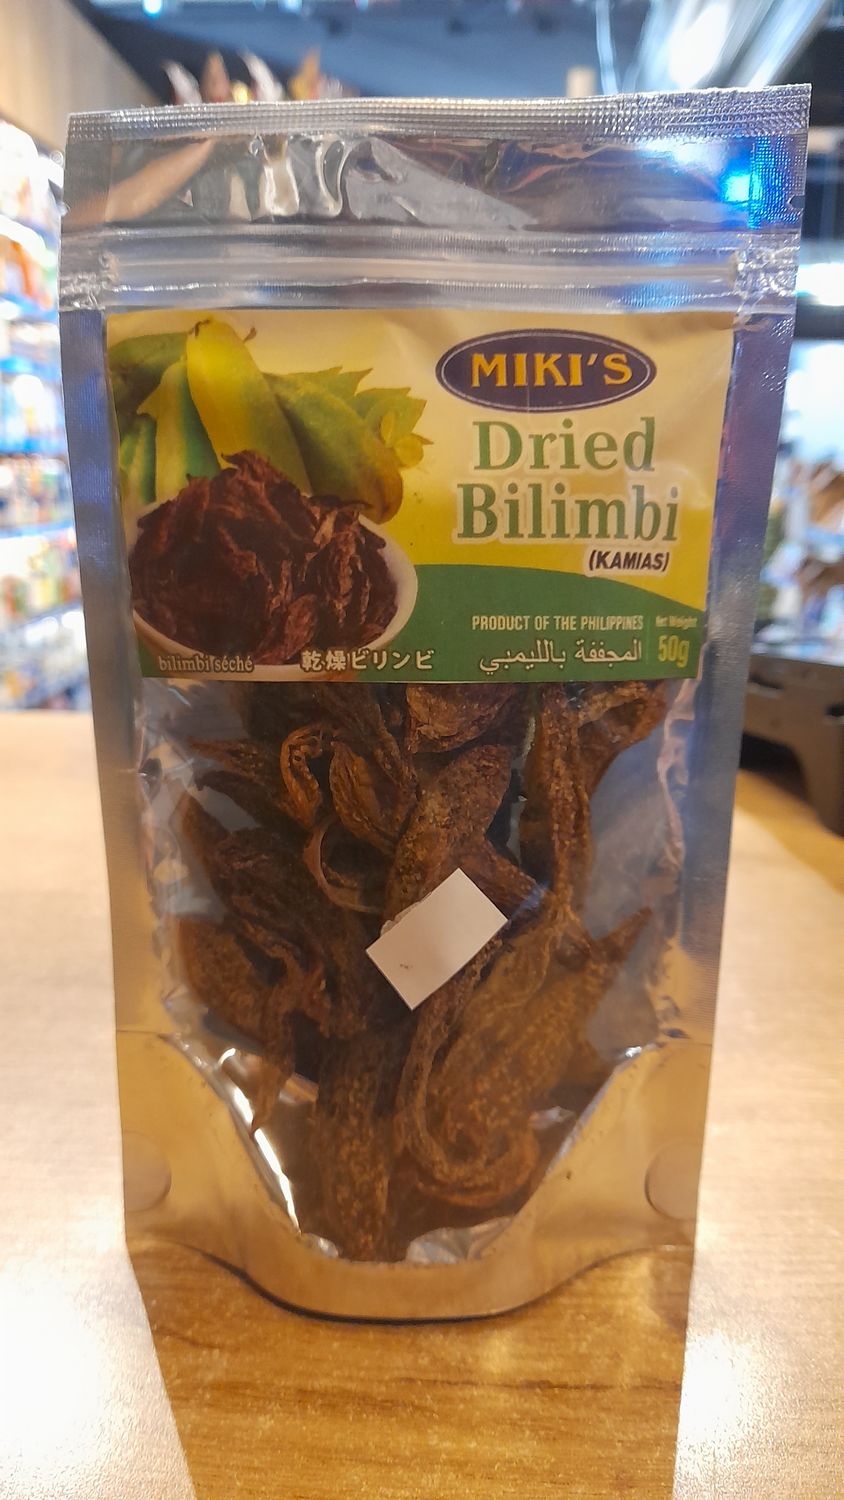 MIKI'S
Dried
Bilimbi
(KAMIAS)
PRODUCT OF THE PHILIPPINES
Net Weight
50g
bilimbi séché
乾燥ビリンビ
المجففة بالليمبي